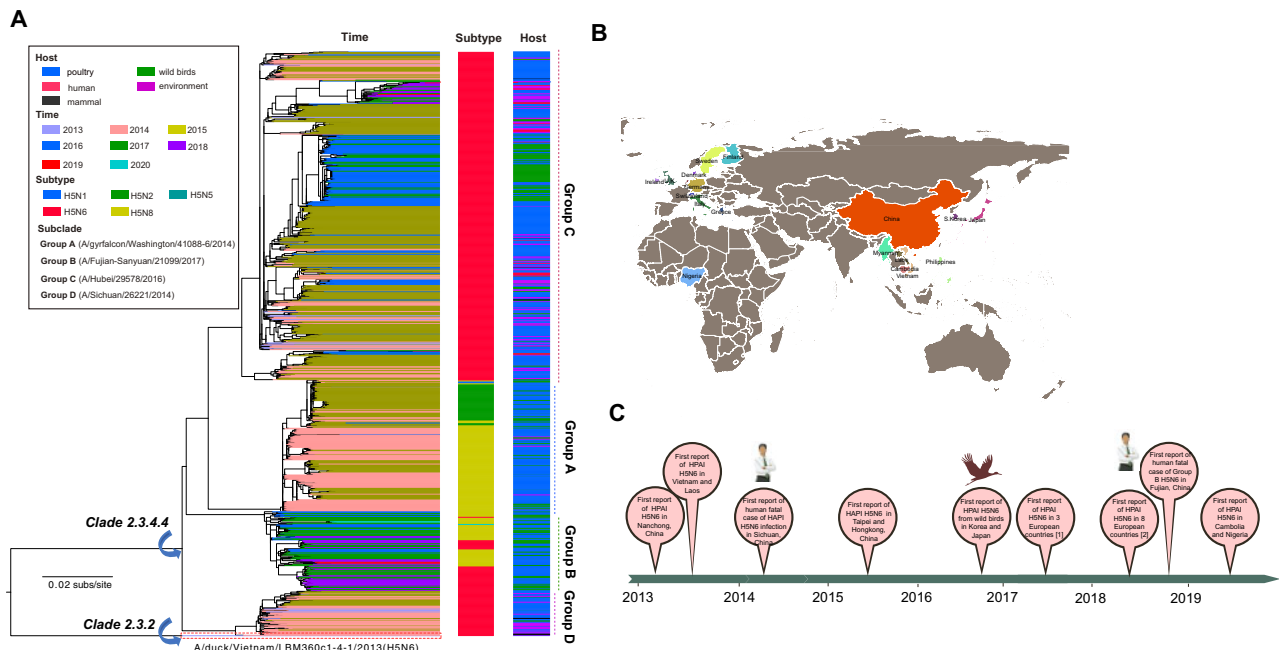 A
Time
Subtype
Host
Host
poultry
wild birds
human
environment
mammal
Time
2013
2014
2015
2016
2017
2018
2019
2020
Subtype
H5N1
H5N2
H5N5
H5N6
H5N8
Subclade
Group A (A/gyrfalcon/Washington/41088-6/2014)
Group B (A/Fujian-Sanyuan/21099/2017)
Group C (A/Hubei/29578/2016)
Group D (A/Sichuan/26221/2014)
Group C
Group A
Group B
Group D
Clade 2.3.4.4
0.02 subs/site
Clade 2.3.2
A/duck/Vietnam/LBM360c1-4-1/2013(H5N6)
B
Sweden
Finland
Denmark
Ireland
Germany
Switzerland
Greece
China
S.Korea
Japan
Myanmar
Laos
Cambodia
Vietnam
Philippines
Nigeria
C
First report
of HPAI
H5N6 in
Nanchong,
China
First report
of HPAI
H5N6 in
Vietnam and
Laos
First report of
human fatal
case of HAPI
H5N6 infection
in Sichuan,
China
First report of
HAPI H5N6 in
Taipei and
Hongkong,
China
First report of
HPAI H5N6
from wild birds
in Korea and
Japan
First report
of HPAI
H5N6 in 3
European
countries [1]
First report
of HPAI
H5N6 in 8
European
countries [2]
First report of
human fatal
case of Group
B H5N6 in
Fujian, China
First report
of HPAI
H5N6 in
Cambolia
and Nigeria
2013
2014
2015
2016
2017
2018
2019